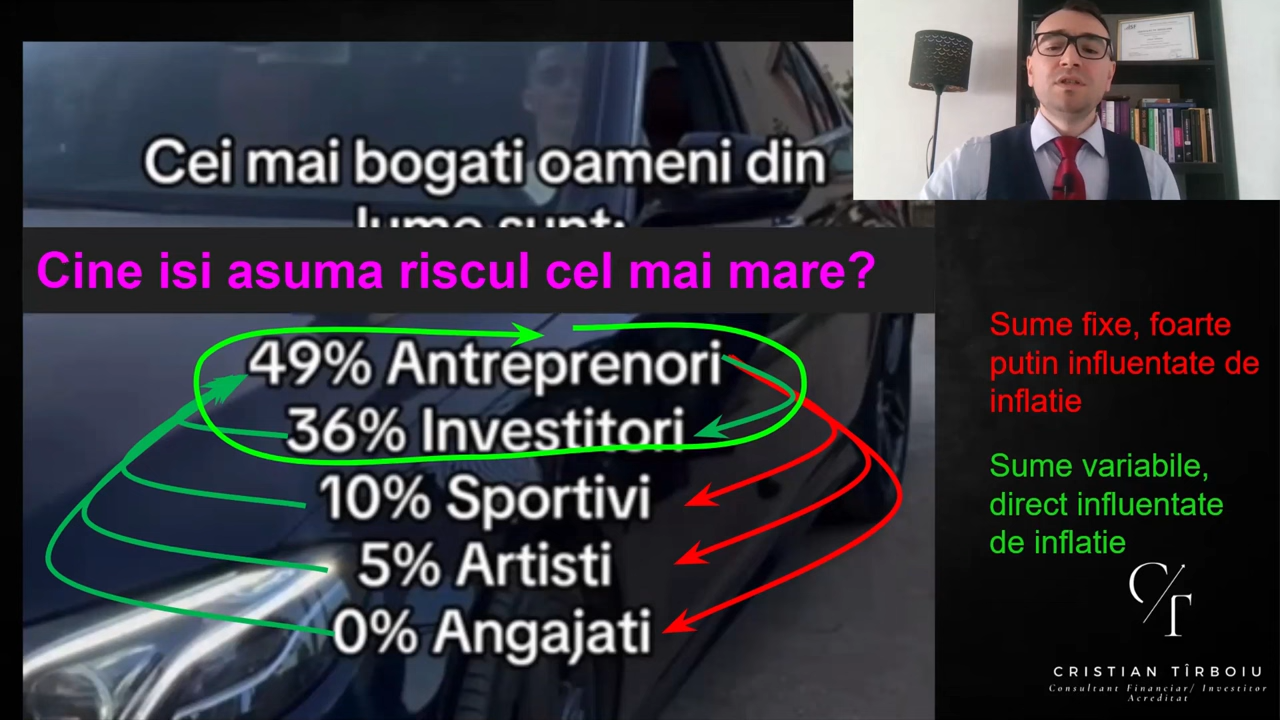 Cei mai bogati oameni din
lume sunt:
Cine isi asuma riscul cel mai mare?
49% Antreprenori
36% Investitori
10% Sportivi
5% Artisti
0% Angajati
Sume fixe, foarte
putin influentate de
inflatie
Sume variabile,
direct influentate
de inflatie
C/T
CRISTIAN TÎRBOIU
Consultant Financiar/ Investitor
Acreditat